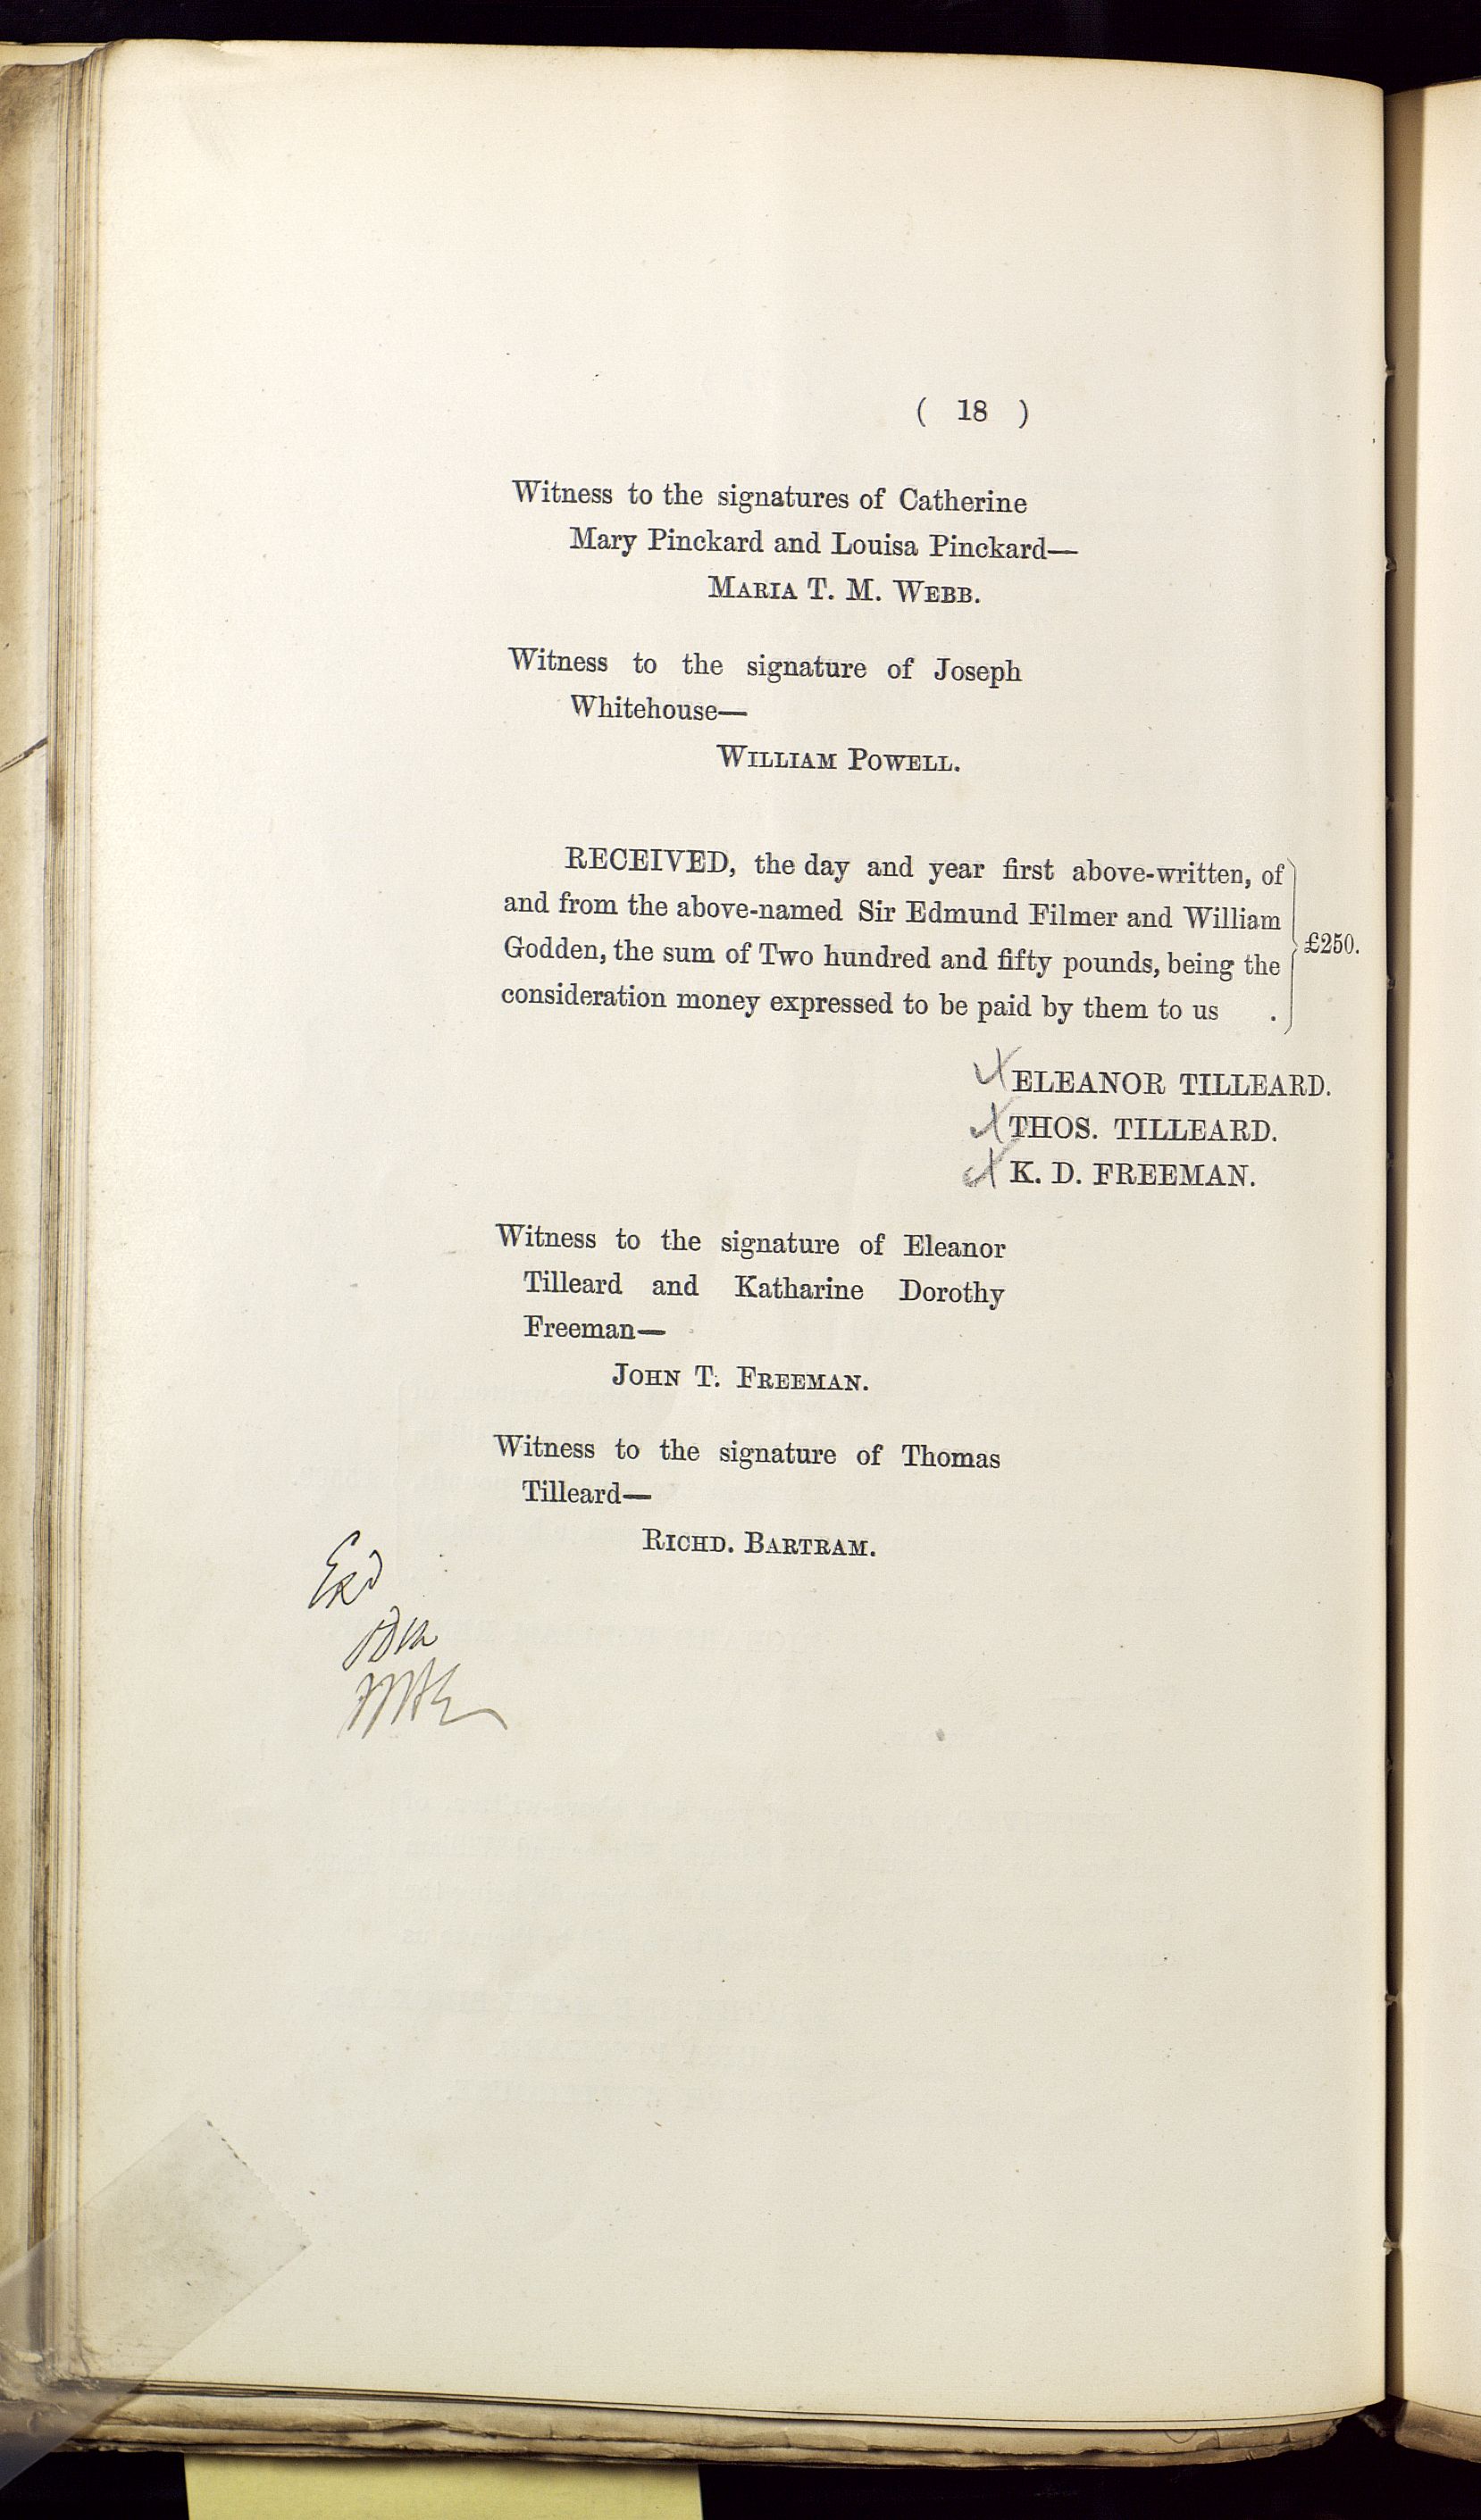 ( 18 )
Witness to the signatures of Catherine
Mary Pinckard and Louisa Pinckard—
MARIA T. M. WEBB.
Witness to the signature of Joseph
Whitehouse—
WILLIAM POWELL.
RECEIVED, the day and year first above-written, of
and from the above-named Sir Edmund Filmer and William
Godden, the sum of Two hundred and fifty pounds, being the
£250.
consideration money expressed to be paid by them to us .
ELEANOR TILLEARD.
THOS. TILLEARD.
K. D. FREEMAN.
Witness to the signature of Eleanor
Tilleard and Katharine Dorothy
Freeman—
JOHN T. FREEMAN.
Witness to the signature of Thomas
Tilleard—
RICHD. BARTRAM.
Exd